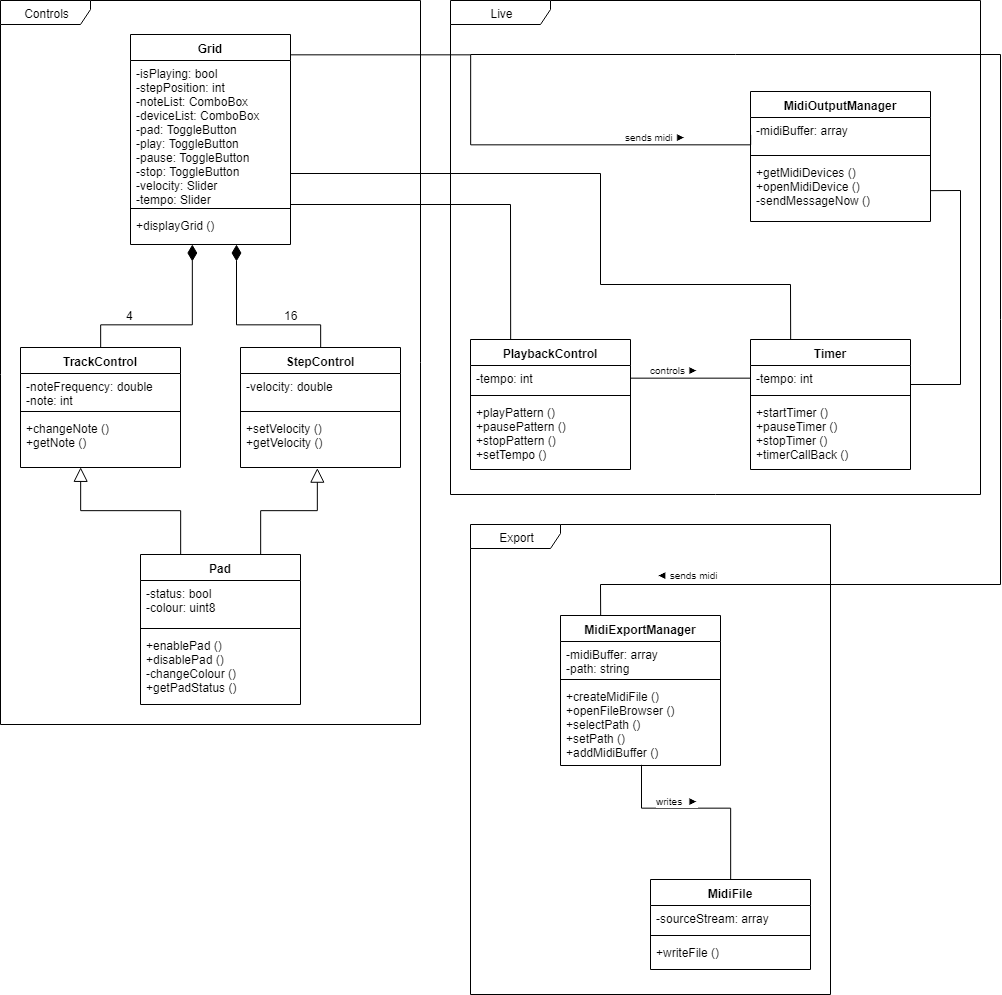 Controls
Grid
-isPlaying: bool
-stepPosition: int
-noteList: ComboBox
-deviceList: ComboBox
-pad: ToggleButton
-play: ToggleButton
-pause: ToggleButton
-stop: ToggleButton
-velocity: Slider
-tempo: Slider
+displayGrid ()
4
16
TrackControl
-noteFrequency: double
-note: int
+changeNote ()
+getNote ()
StepControl
-velocity: double
+setVelocity ()
+getVelocity ()
Pad
-status: bool
-colour: uint8
+enablePad ()
+disablePad ()
-changeColour ()
+getPadStatus ()
Live
sends midi ►
MidiOutputManager
-midiBuffer: array
+getMidiDevices ()
+openMidiDevice ()
-sendMessageNow ()
PlaybackControl
-tempo: int
+playPattern ()
+pausePattern ()
+stopPattern ()
+setTempo ()
controls ►
Timer
-tempo: int
+startTimer ()
+pauseTimer ()
+stopTimer ()
+timerCallBack ()
Export
◄ sends midi
MidiExportManager
-midiBuffer: array
-path: string
+createMidiFile ()
+openFileBrowser ()
+selectPath ()
+setPath ()
+addMidiBuffer ()
writes ►
MidiFile
-sourceStream: array
+writeFile ()